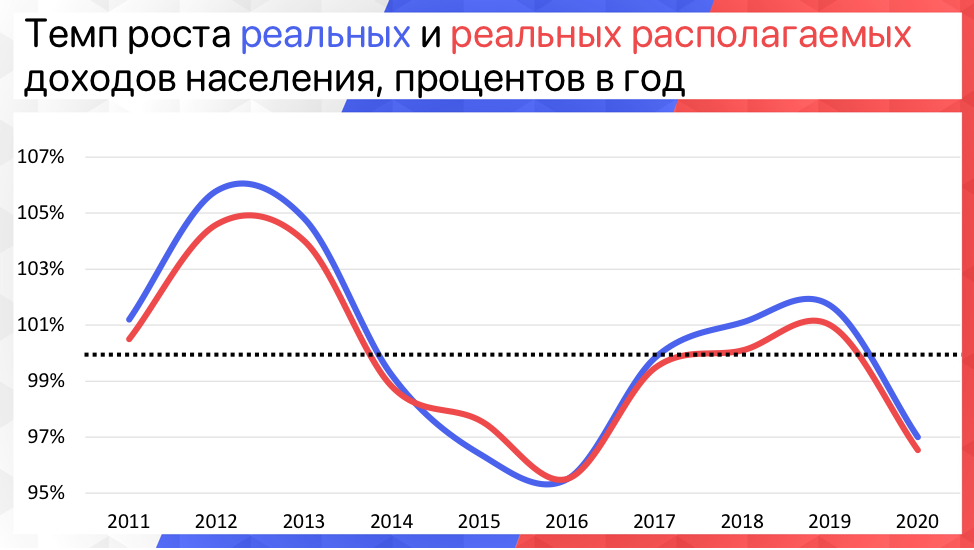 Темп роста реальных и реальных располагаемых
доходов населения, процентов в год
107%
105%
103%
101%
99%
97%
95%
2011 2012 2013 2014 2015 2016 2017 2018 2019 2020